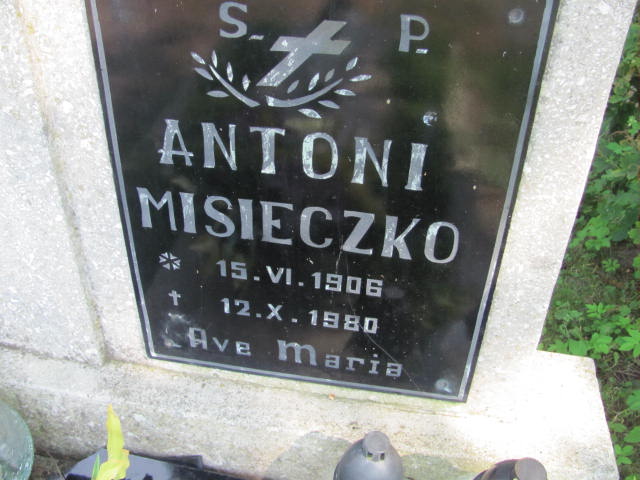 S. P.
ANTONI
MISIECZKO
15.VI.1906
12.X.1980
Ave Maria